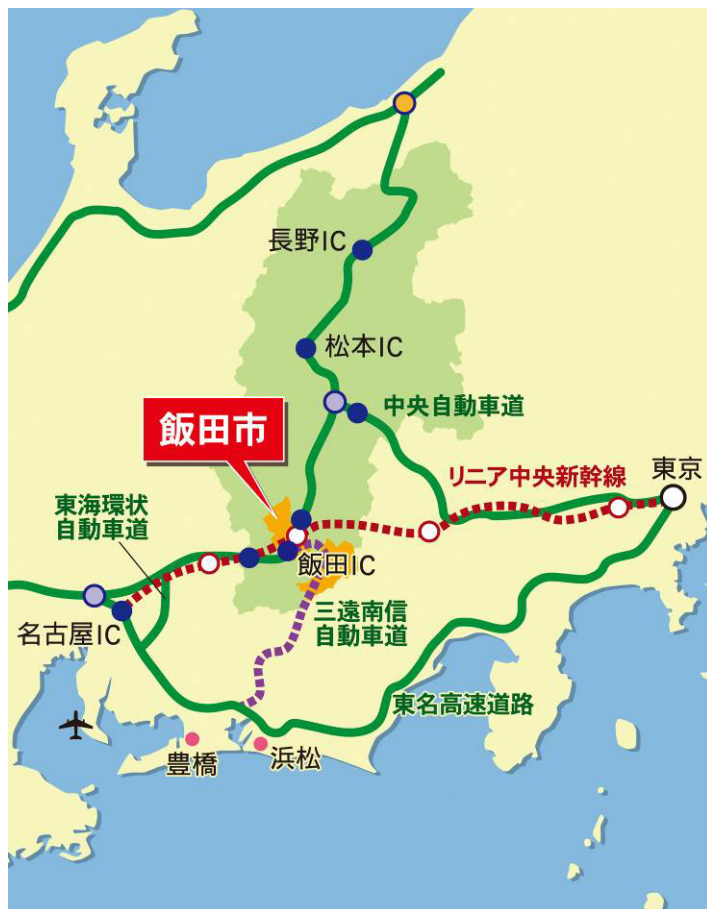 長野IC
松本IC
中央自動車道
飯田市
リニア中央新幹線
東京
東海環状
自動車道
飯田IC
三遠南信
自動車道
名古屋IC
東名高速道路
豊橋
浜松